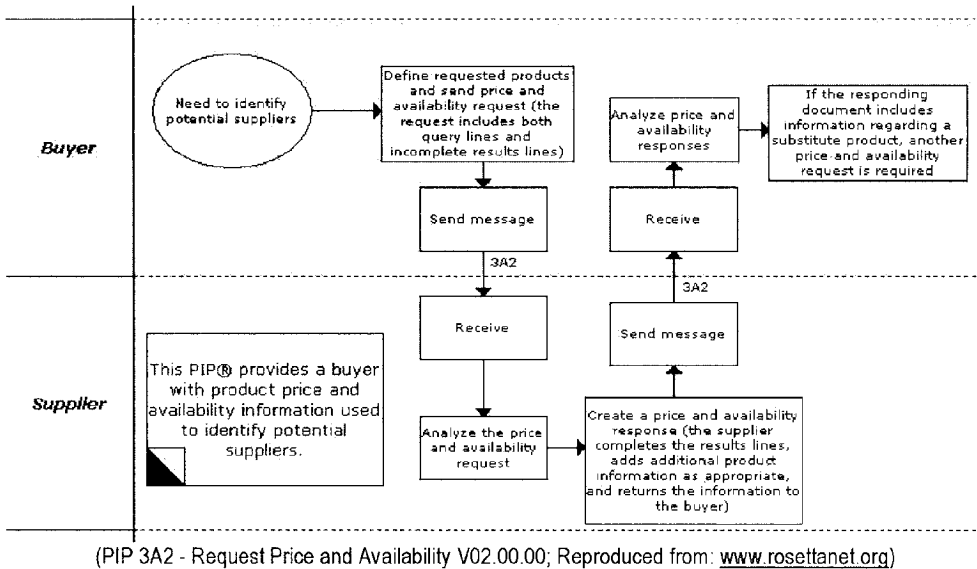 Buyer
Need to identify
potential suppliers
Define requested products
and send price and
availability request (the
request includes both
query lines and
incomplete results lines)
Send message
3A2
Analyze price and
availability
responses
If the responding
document includes
information regarding a
substitute product, another
price-and availability
request is required
Receive
3A2
Supplier
This PIP® provides a buyer
with product price and
availability information used
to identify potential
suppliers.
Receive
Analyze the price
and availability
request
Create a price and availability
response (the supplier
completes the results lines,
adds additional product
information as appropriate,
and returns the information to
the buyer)
Send message
(PIP 3A2 - Request Price and Availability V02.00.00; Reproduced from: www.rosettanet.org)